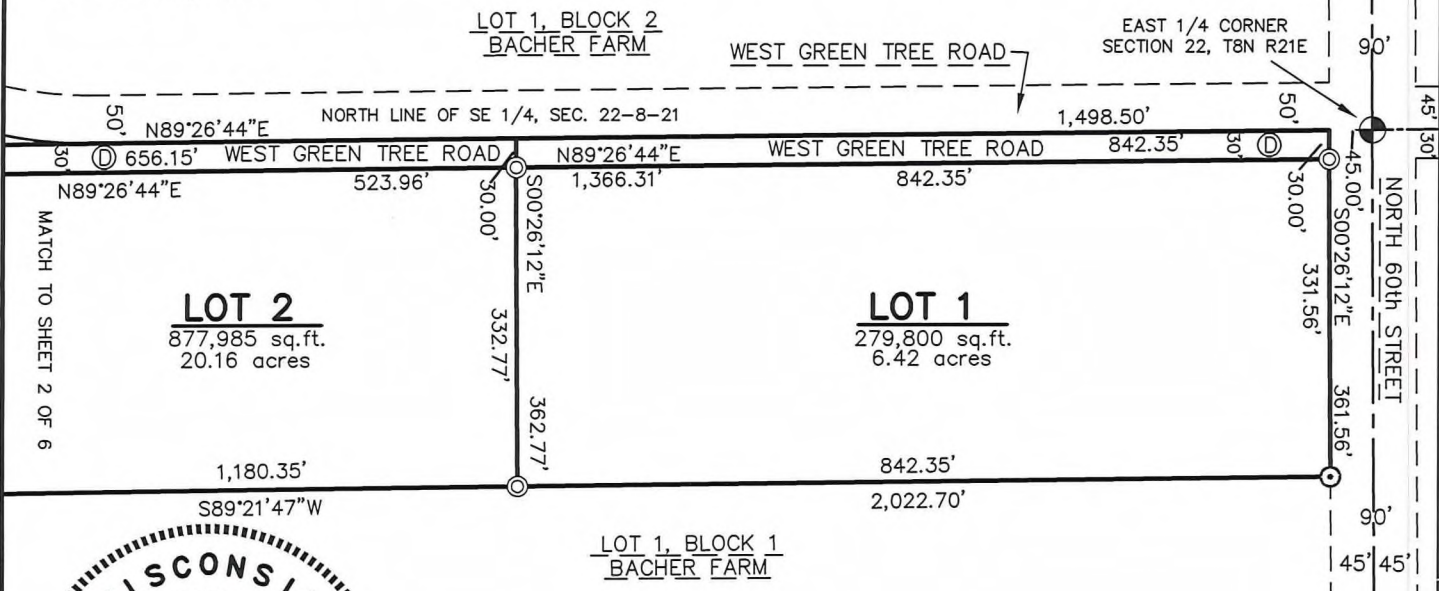 LOT 1, BLOCK 2
BACHER FARM
WEST GREEN TREE ROAD
EAST 1/4 CORNER
SECTION 22, T8N R21E
90'
45'
30'
50'
NORTH LINE OF SE 1/4, SEC. 22-8-21
1,498.50'
50'
45.00'
N89°26'44"E
30'
D 656.15'
WEST GREEN TREE ROAD
N89°26'44"E
WEST GREEN TREE ROAD
842.35'
30'
D
N89°26'44"E
523.96'
30.00'
1,366.31'
842.35'
30.00'
MATCH TO SHEET 2 OF 6
LOT 2
877,985 sq.ft.
20.16 acres
S00°26'12"E
332.77'
362.77'
LOT 1
279,800 sq.ft.
6.42 acres
S00°26'12"E
331.56'
361.56'
NORTH 60th STREET
1,180.35'
S89°21'47"W
842.35'
2,022.70'
90'
45' 45'
LOT 1, BLOCK 1
BACHER FARM
ISCONSI